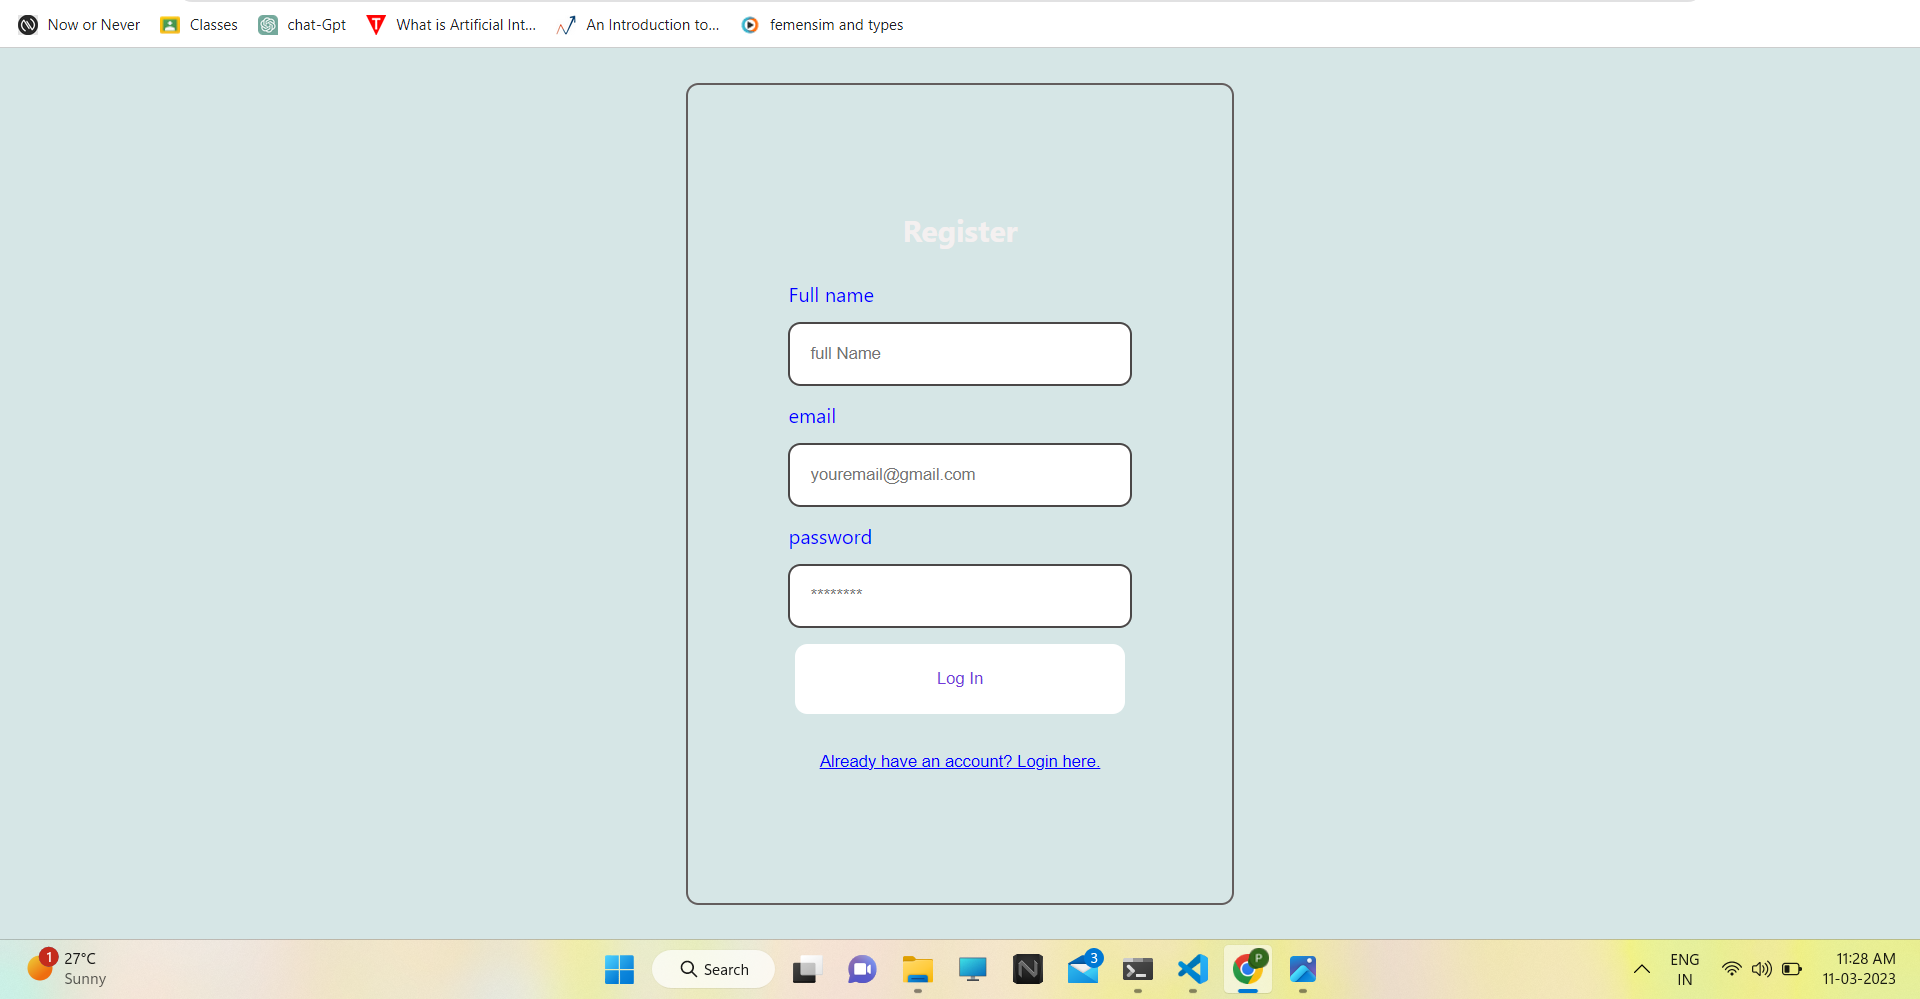 Now or Never Classes chat-Gpt What is Artificial Int... An Introduction to... femensim and types
Register
Full name
full Name
email
youremail@gmail.com
password
********
Log In
Already have an account? Login here.
1 27°C
Sunny
Search
3
P
ENG
IN
11:28 AM
11-03-2023